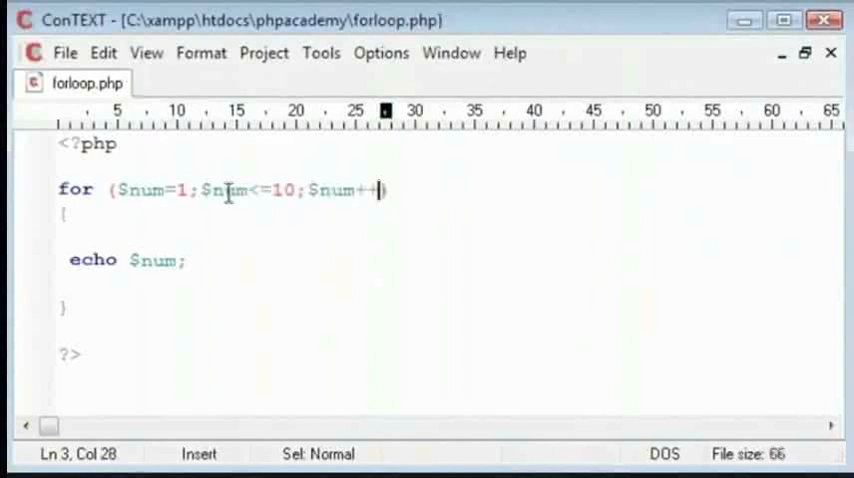 ConTEXT - [C:\xampp\htdocs\phpacademy\forloop.php]
File Edit View Format Project Tools Options Window Help
forloop.php
5 10 15 20 25 30 35 40 45 50 55 60 65
<?php
for ($num=1;$num<=10;$num++)
{
echo $num;
}
?>
Ln 3, Col 28 Insert Sel: Normal DOS File size: 66